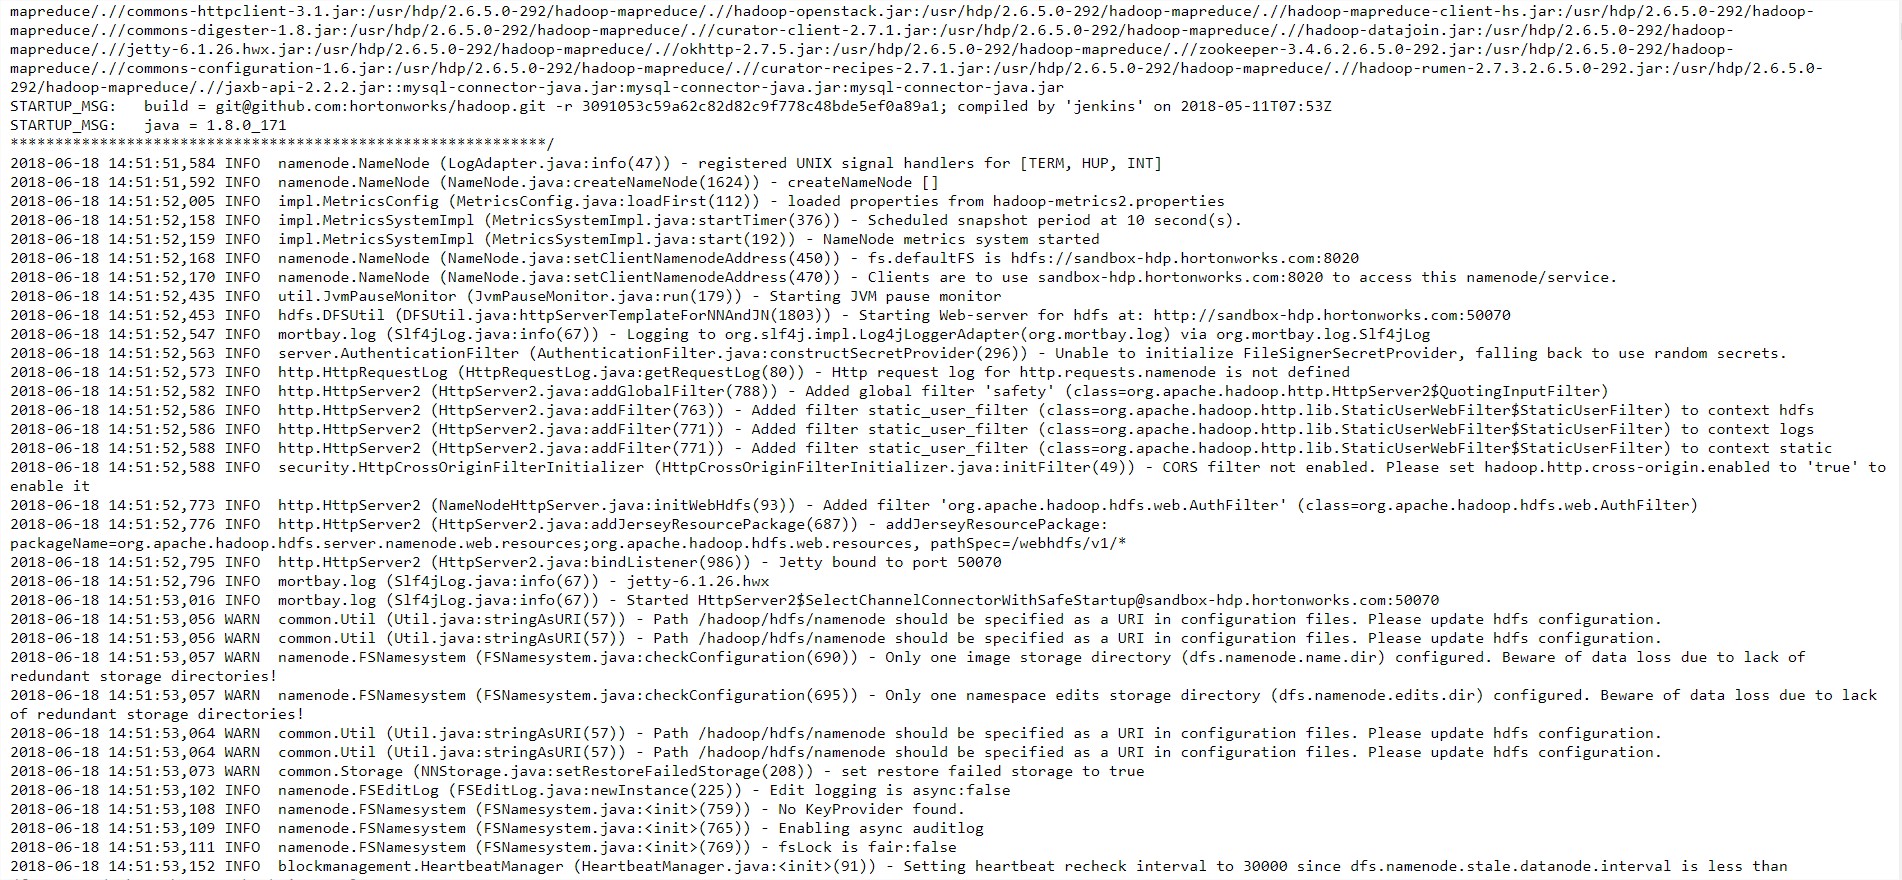 mapreduce/.//commons-httpclient-3.1.jar:/usr/hdp/2.6.5.0-292/hadoop-mapreduce/.//hadoop-openstack.jar:/usr/hdp/2.6.5.0-292/hadoop-mapreduce/.//hadoop-mapreduce-client-hs.jar:/usr/hdp/2.6.5.0-292/hadoop-
mapreduce/.//commons-digester-1.8.jar:/usr/hdp/2.6.5.0-292/hadoop-mapreduce/.//curator-client-2.7.1.jar:/usr/hdp/2.6.5.0-292/hadoop-mapreduce/.//hadoop-datajoin.jar:/usr/hdp/2.6.5.0-292/hadoop-
mapreduce/.//jetty-6.1.26.hwx.jar:/usr/hdp/2.6.5.0-292/hadoop-mapreduce/.//okhttp-2.7.5.jar:/usr/hdp/2.6.5.0-292/hadoop-mapreduce/.//zookeeper-3.4.6.2.6.5.0-292.jar:/usr/hdp/2.6.5.0-292/hadoop-
mapreduce/.//commons-configuration-1.6.jar:/usr/hdp/2.6.5.0-292/hadoop-mapreduce/.//curator-recipes-2.7.1.jar:/usr/hdp/2.6.5.0-292/hadoop-mapreduce/.//hadoop-rumen-2.7.3.2.6.5.0-292.jar:/usr/hdp/2.6.5.0-
292/hadoop-mapreduce/.//jaxb-api-2.2.2.jar::mysql-connector-java.jar:mysql-connector-java.jar:mysql-connector-java.jar
STARTUP_MSG:   build = git@github.com:hortonworks/hadoop.git -r 3091053c59a62c82d82c9f778c48bde5ef0a89a1; compiled by 'jenkins' on 2018-05-11T07:53Z
STARTUP_MSG:   java = 1.8.0_171
************************************************************/
2018-06-18 14:51:51,584 INFO  namenode.NameNode (LogAdapter.java:info(47)) - registered UNIX signal handlers for [TERM, HUP, INT]
2018-06-18 14:51:51,592 INFO  namenode.NameNode (NameNode.java:createNameNode(1624)) - createNameNode []
2018-06-18 14:51:52,005 INFO  impl.MetricsConfig (MetricsConfig.java:loadFirst(112)) - loaded properties from hadoop-metrics2.properties
2018-06-18 14:51:52,158 INFO  impl.MetricsSystemImpl (MetricsSystemImpl.java:startTimer(376)) - Scheduled snapshot period at 10 second(s).
2018-06-18 14:51:52,159 INFO  impl.MetricsSystemImpl (MetricsSystemImpl.java:start(192)) - NameNode metrics system started
2018-06-18 14:51:52,168 INFO  namenode.NameNode (NameNode.java:setClientNamenodeAddress(450)) - fs.defaultFS is hdfs://sandbox-hdp.hortonworks.com:8020
2018-06-18 14:51:52,170 INFO  namenode.NameNode (NameNode.java:setClientNamenodeAddress(470)) - Clients are to use sandbox-hdp.hortonworks.com:8020 to access this namenode/service.
2018-06-18 14:51:52,435 INFO  util.JvmPauseMonitor (JvmPauseMonitor.java:run(179)) - Starting JVM pause monitor
2018-06-18 14:51:52,453 INFO  hdfs.DFSUtil (DFSUtil.java:httpServerTemplateForNNAndJN(1803)) - Starting Web-server for hdfs at: http://sandbox-hdp.hortonworks.com:50070
2018-06-18 14:51:52,547 INFO  mortbay.log (Slf4jLog.java:info(67)) - Logging to org.slf4j.impl.Log4jLoggerAdapter(org.mortbay.log) via org.mortbay.log.Slf4jLog
2018-06-18 14:51:52,563 INFO  server.AuthenticationFilter (AuthenticationFilter.java:constructSecretProvider(296)) - Unable to initialize FileSignerSecretProvider, falling back to use random secrets.
2018-06-18 14:51:52,573 INFO  http.HttpRequestLog (HttpRequestLog.java:getRequestLog(80)) - Http request log for http.requests.namenode is not defined
2018-06-18 14:51:52,582 INFO  http.HttpServer2 (HttpServer2.java:addGlobalFilter(788)) - Added global filter 'safety' (class=org.apache.hadoop.http.HttpServer2$QuotingInputFilter)
2018-06-18 14:51:52,586 INFO  http.HttpServer2 (HttpServer2.java:addFilter(763)) - Added filter static_user_filter (class=org.apache.hadoop.http.lib.StaticUserWebFilter$StaticUserFilter) to context hdfs
2018-06-18 14:51:52,586 INFO  http.HttpServer2 (HttpServer2.java:addFilter(771)) - Added filter static_user_filter (class=org.apache.hadoop.http.lib.StaticUserWebFilter$StaticUserFilter) to context logs
2018-06-18 14:51:52,588 INFO  http.HttpServer2 (HttpServer2.java:addFilter(771)) - Added filter static_user_filter (class=org.apache.hadoop.http.lib.StaticUserWebFilter$StaticUserFilter) to context static
2018-06-18 14:51:52,588 INFO  security.HttpCrossOriginFilterInitializer (HttpCrossOriginFilterInitializer.java:initFilter(49)) - CORS filter not enabled. Please set hadoop.http.cross-origin.enabled to 'true' to
enable it
2018-06-18 14:51:52,773 INFO  http.HttpServer2 (NameNodeHttpServer.java:initWebHdfs(93)) - Added filter 'org.apache.hadoop.hdfs.web.AuthFilter' (class=org.apache.hadoop.hdfs.web.AuthFilter)
2018-06-18 14:51:52,776 INFO  http.HttpServer2 (HttpServer2.java:addJerseyResourcePackage(687)) - addJerseyResourcePackage:
packageName=org.apache.hadoop.hdfs.server.namenode.web.resources;org.apache.hadoop.hdfs.web.resources, pathSpec=/webhdfs/v1/*
2018-06-18 14:51:52,795 INFO  http.HttpServer2 (HttpServer2.java:bindListener(986)) - Jetty bound to port 50070
2018-06-18 14:51:52,796 INFO  mortbay.log (Slf4jLog.java:info(67)) - jetty-6.1.26.hwx
2018-06-18 14:51:53,016 INFO  mortbay.log (Slf4jLog.java:info(67)) - Started HttpServer2$SelectChannelConnectorWithSafeStartup@sandbox-hdp.hortonworks.com:50070
2018-06-18 14:51:53,056 WARN  common.Util (Util.java:stringAsURI(57)) - Path /hadoop/hdfs/namenode should be specified as a URI in configuration files. Please update hdfs configuration.
2018-06-18 14:51:53,056 WARN  common.Util (Util.java:stringAsURI(57)) - Path /hadoop/hdfs/namenode should be specified as a URI in configuration files. Please update hdfs configuration.
2018-06-18 14:51:53,057 WARN  namenode.FSNamesystem (FSNamesystem.java:checkConfiguration(690)) - Only one image storage directory (dfs.namenode.name.dir) configured. Beware of data loss due to lack of
redundant storage directories!
2018-06-18 14:51:53,057 WARN  namenode.FSNamesystem (FSNamesystem.java:checkConfiguration(695)) - Only one namespace edits storage directory (dfs.namenode.edits.dir) configured. Beware of data loss due to lack
of redundant storage directories!
2018-06-18 14:51:53,064 WARN  common.Util (Util.java:stringAsURI(57)) - Path /hadoop/hdfs/namenode should be specified as a URI in configuration files. Please update hdfs configuration.
2018-06-18 14:51:53,064 WARN  common.Util (Util.java:stringAsURI(57)) - Path /hadoop/hdfs/namenode should be specified as a URI in configuration files. Please update hdfs configuration.
2018-06-18 14:51:53,073 WARN  common.Storage (NNStorage.java:setRestoreFailedStorage(208)) - set restore failed storage to true
2018-06-18 14:51:53,102 INFO  namenode.FSEditLog (FSEditLog.java:newInstance(225)) - Edit logging is async:false
2018-06-18 14:51:53,108 INFO  namenode.FSNamesystem (FSNamesystem.java:<init>(759)) - No KeyProvider found.
2018-06-18 14:51:53,109 INFO  namenode.FSNamesystem (FSNamesystem.java:<init>(765)) - Enabling async auditlog
2018-06-18 14:51:53,111 INFO  namenode.FSNamesystem (FSNamesystem.java:<init>(769)) - fsLock is fair:false
2018-06-18 14:51:53,152 INFO  blockmanagement.HeartbeatManager (HeartbeatManager.java:<init>(91)) - Setting heartbeat recheck interval to 30000 since dfs.namenode.stale.datanode.interval is less than